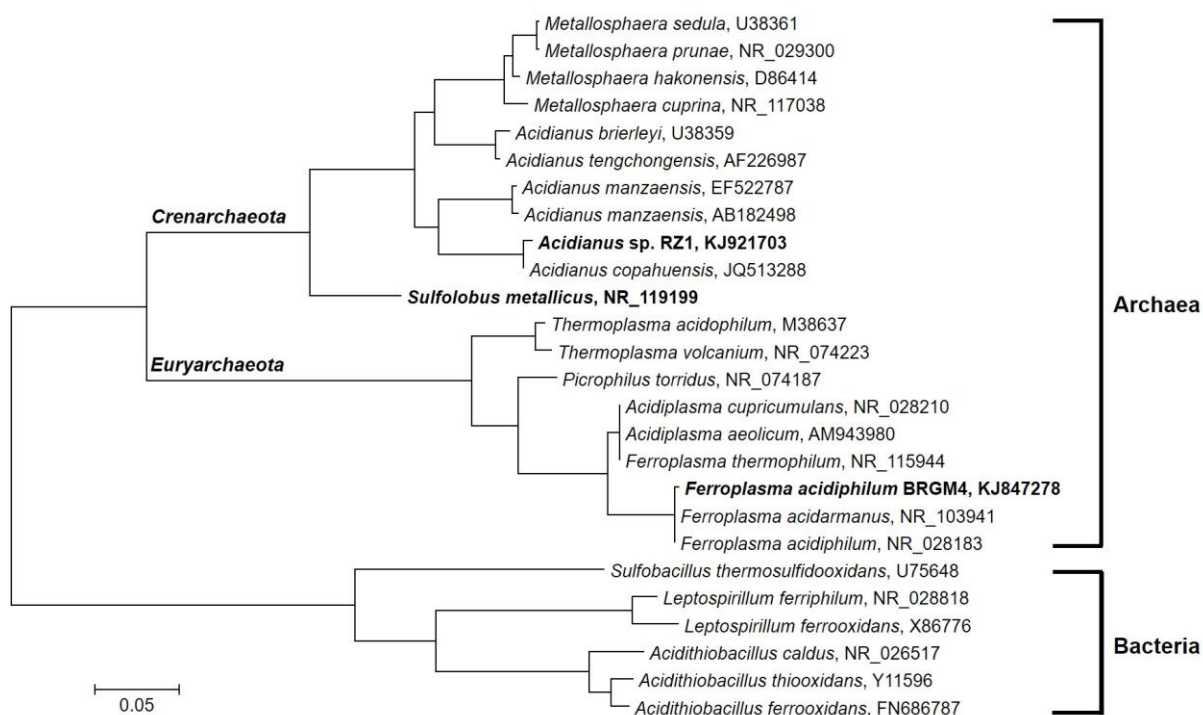 Metallosphaera sedula, U38361
Metallosphaera prunae, NR_029300
Metallosphaera hakonensis, D86414
Metallosphaera cuprina, NR_117038
Acidianus brierleyi, U38359
Acidianus tengchongensis, AF226987
Acidianus manzaensis, EF522787
Acidianus manzaensis, AB182498
Crenarchaeota
Acidianus sp. RZ1, KJ921703
Acidianus copahuensis, JQ513288
Sulfolobus metallicus, NR_119199
Archaea
Thermoplasma acidophilum, M38637
Thermoplasma volcanium, NR_074223
Euryarchaeota
Picrophilus torridus, NR_074187
Acidiplasma cupricumulans, NR_028210
Acidiplasma aeolicum, AM943980
Ferroplasma thermophilum, NR_115944
Ferroplasma acidiphilum BRGM4, KJ847278
Ferroplasma acidarmanus, NR_103941
Ferroplasma acidiphilum, NR_028183
Sulfobacillus thermosulfidooxidans, U75648
Leptospirillum ferriphilum, NR_028818
Leptospirillum ferrooxidans, X86776
Bacteria
Acidithiobacillus caldus, NR_026517
Acidithiobacillus thiooxidans, Y11596
Acidithiobacillus ferrooxidans, FN686787
0.05